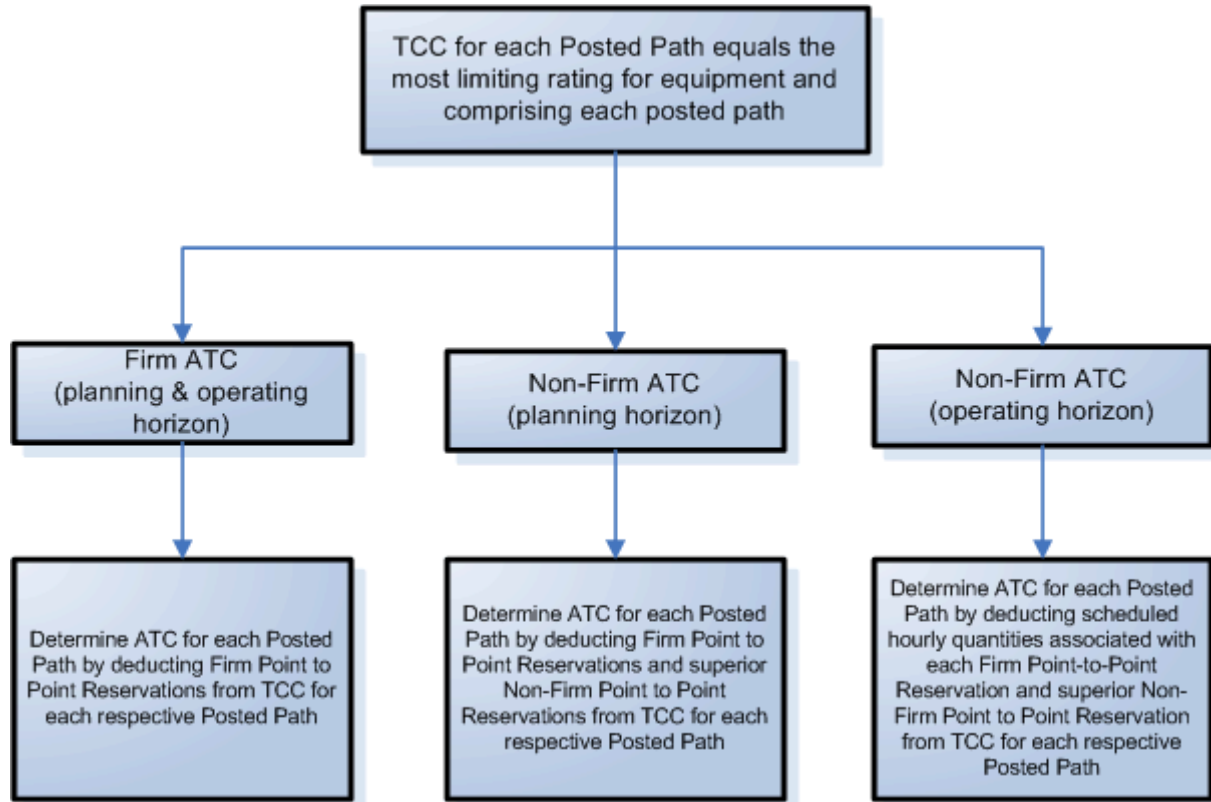 TCC for each Posted Path equals the
most limiting rating for equipment and
comprising each posted path
Firm ATC
(planning & operating
horizon)
Non-Firm ATC
(planning horizon)
Non-Firm ATC
(operating horizon)
Determine ATC for each Posted
Path by deducting Firm Point to
Point Reservations from TCC for
each respective Posted Path
Determine ATC for each Posted
Path by deducting Firm Point to
Point Reservations and superior
Non-Firm Point to Point
Reservations from TCC for each
respective Posted Path
Determine ATC for each Posted
Path by deducting scheduled
hourly quantities associated with
each Firm Point-to-Point
Reservation and superior Non-
Firm Point to Point Reservation
from TCC for each respective
Posted Path